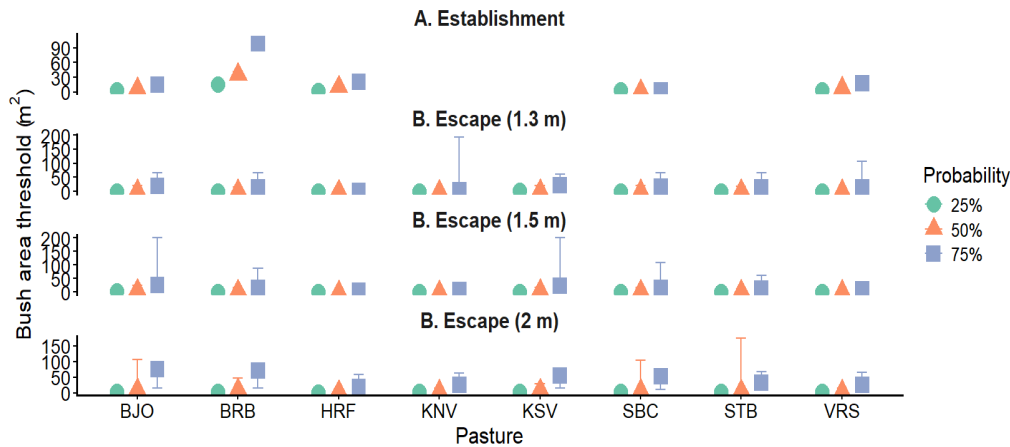 A. Establishment
90
60
30
0
B. Escape (1.3 m)
200
150
100
50
0
B. Escape (1.5 m)
200
150
100
50
0
B. Escape (2 m)
150
100
50
0
BJO BRB HRF KNV KSV SBC STB VRS
Pasture
Bush area threshold (m²)
Probability
25%
50%
75%